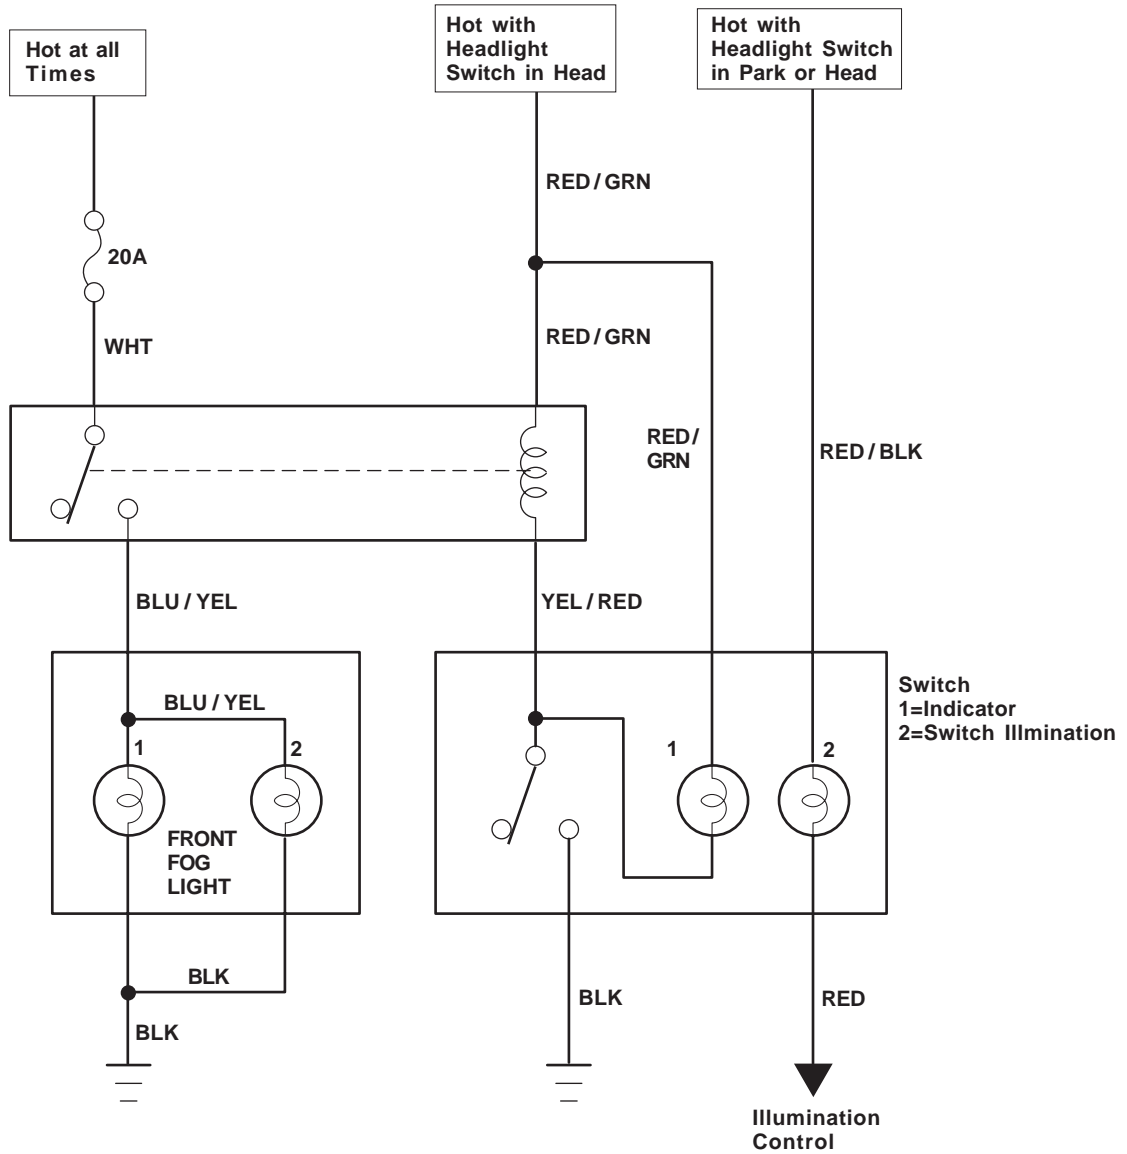 Hot at all
Times
Hot with
Headlight
Switch in Head
Hot with
Headlight Switch
in Park or Head
RED/GRN
20A
WHT
RED/GRN
RED/
GRN
RED/BLK
BLU/YEL
YEL/RED
BLU/YEL
1
2
FRONT
FOG
LIGHT
1
2
Switch
1=Indicator
2=Switch Illmination
BLK
BLK
BLK
RED
Illumination
Control